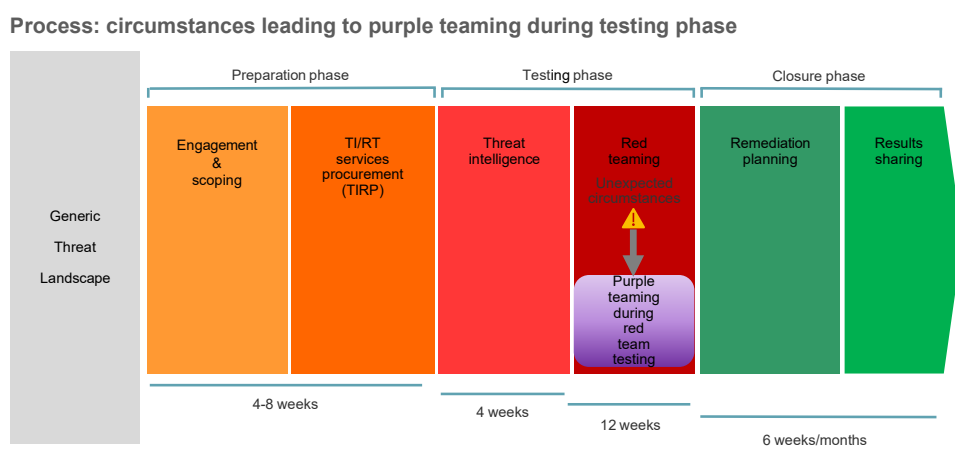 Process: circumstances leading to purple teaming during testing phase
Preparation phase
Testing phase
Closure phase
Generic
Threat
Landscape
Engagement
&
scoping
TI/RT
services
procurement
(TIRP)
Threat
intelligence
Red
teaming
Unexpected
circumstances
Purple
teaming
during
red
team
testing
Remediation
planning
Results
sharing
4-8 weeks
4 weeks
12 weeks
6 weeks/months